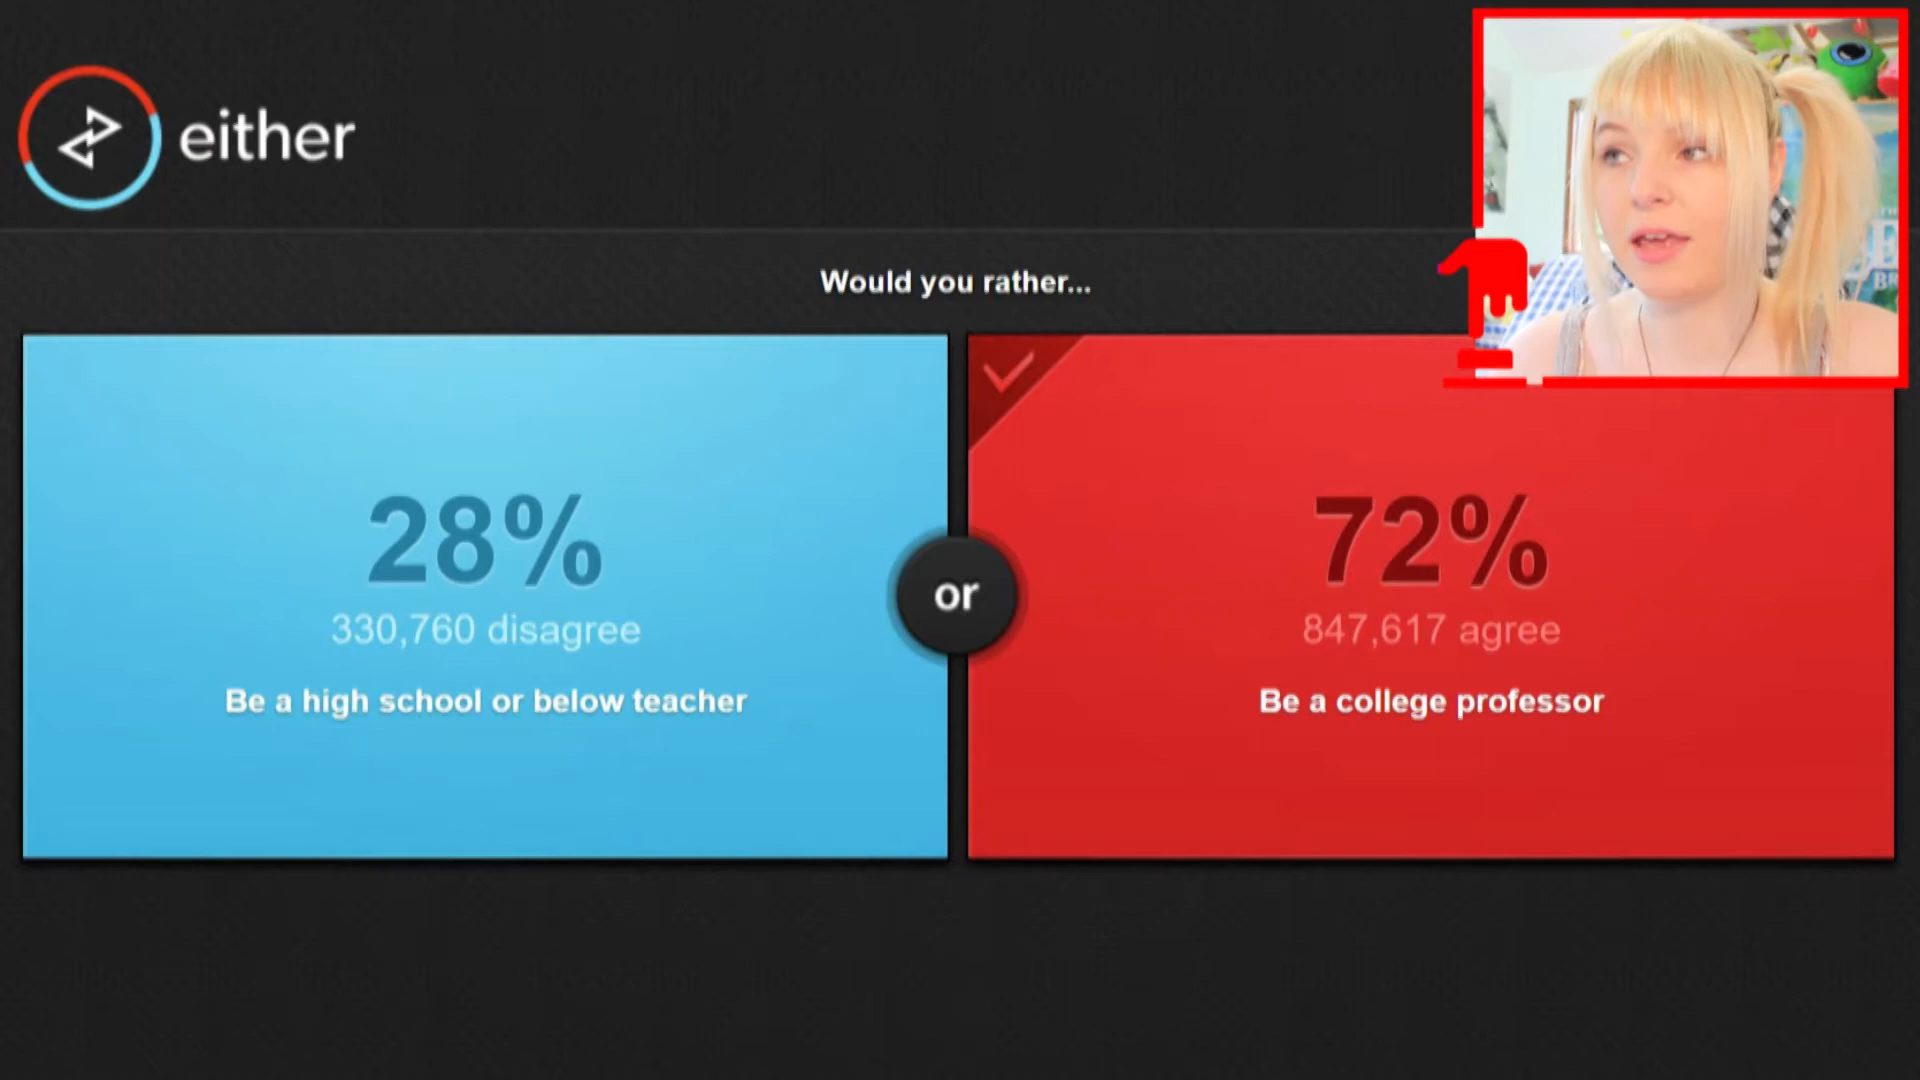 either
Would you rather...
28%
330,760 disagree
Be a high school or below teacher
or
72%
847,617 agree
Be a college professor